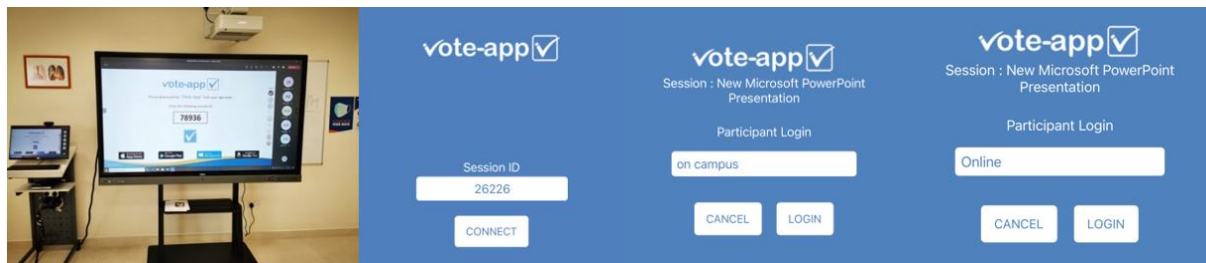 vote-app
78936
vote-app
Session ID
26226
CONNECT
vote-app
Session : New Microsoft PowerPoint
Presentation
Participant Login
on campus
CANCEL LOGIN
vote-app
Session : New Microsoft PowerPoint
Presentation
Participant Login
Online
CANCEL LOGIN